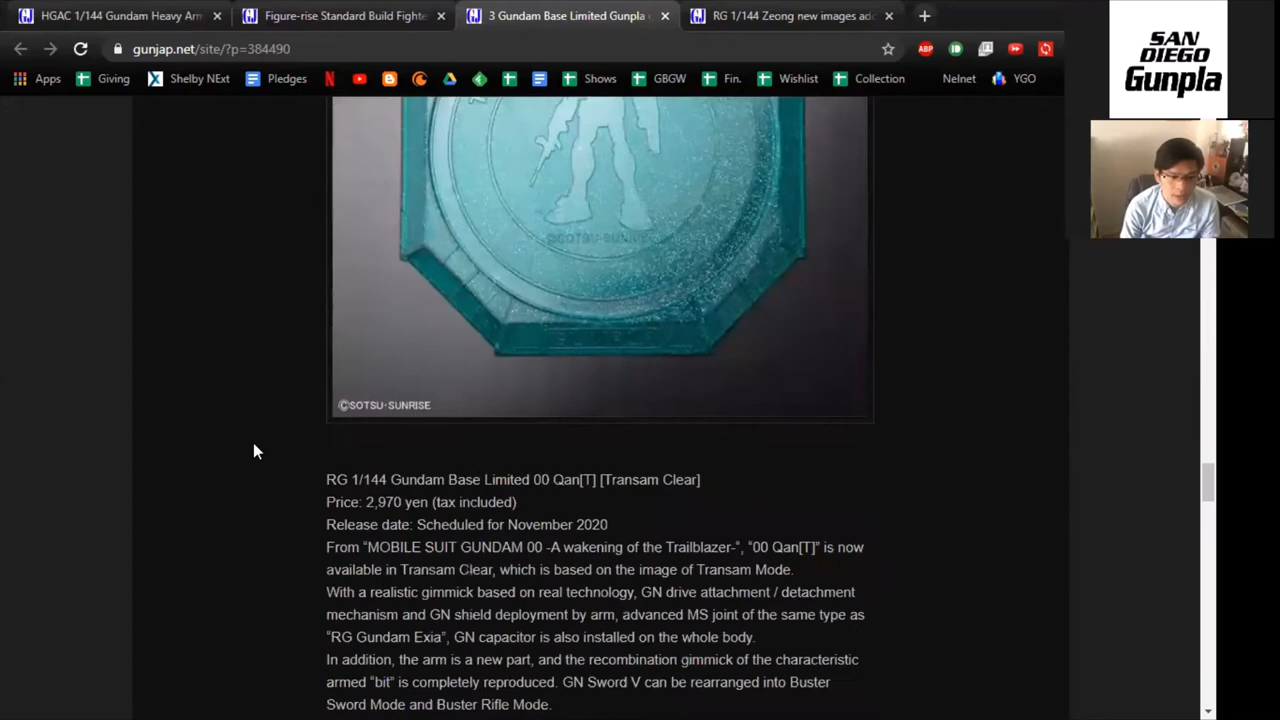 HGAC 1/144 Gundam Heavy Arm
Figure-rise Standard Build Fighte
3 Gundam Base Limited Gunpla
RG 1/144 Zeong new images add
gunjap.net/site/?p=384490
ABP
Apps
Giving
Shelby NExt
Pledges
Shows
GBGW
Fin.
Wishlist
Collection
Nelnet
YGO
SAN
DIEGO
Gunpla
©SOTSU·SUNRISE
©SOTSU·SUNRISE
RG 1/144 Gundam Base Limited 00 Qan[T] [Transam Clear]
Price: 2,970 yen (tax included)
Release date: Scheduled for November 2020
From “MOBILE SUIT GUNDAM 00 -A wakening of the Trailblazer-“, “00 Qan[T]” is now
available in Transam Clear, which is based on the image of Transam Mode.
With a realistic gimmick based on real technology, GN drive attachment / detachment
mechanism and GN shield deployment by arm, advanced MS joint of the same type as
“RG Gundam Exia”, GN capacitor is also installed on the whole body.
In addition, the arm is a new part, and the recombination gimmick of the characteristic
armed “bit” is completely reproduced. GN Sword V can be rearranged into Buster
Sword Mode and Buster Rifle Mode.